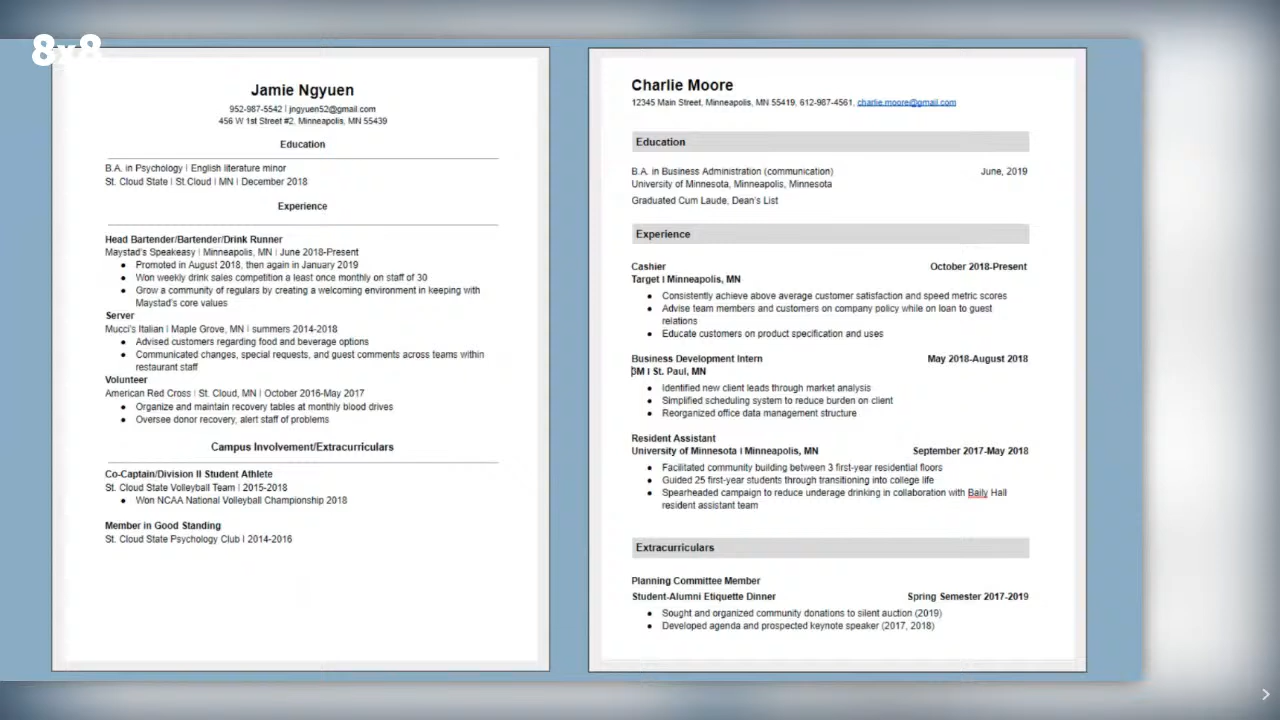 8x8
Jamie Ngyuen
952-987-5542 | jngyuen52@gmail.com
456 W 1st Street #2, Minneapolis, MN 55439
Education
B.A. in Psychology | English literature minor
St. Cloud State | St.Cloud | MN | December 2018
Experience
Head Bartender/Bartender/Drink Runner
Maystad's Speakeasy | Minneapolis, MN | June 2018-Present
• Promoted in August 2018, then again in January 2019
• Won weekly drink sales competition a least once monthly on staff of 30
• Grow a community of regulars by creating a welcoming environment in keeping with
Maystad's core values
Server
Mucci's Italian | Maple Grove, MN | summers 2014-2018
• Advised customers regarding food and beverage options
• Communicated changes, special requests, and guest comments across teams within
restaurant staff
Volunteer
American Red Cross | St. Cloud, MN | October 2016-May 2017
• Organize and maintain recovery tables at monthly blood drives
• Oversee donor recovery, alert staff of problems
Campus Involvement/Extracurriculars
Co-Captain/Division II Student Athlete
St. Cloud State Volleyball Team | 2015-2018
• Won NCAA National Volleyball Championship 2018
Member in Good Standing
St. Cloud State Psychology Club | 2014-2016
Charlie Moore
12345 Main Street, Minneapolis, MN 55419, 612-987-4561, charlie.moore@gmail.com
Education
B.A. in Business Administration (communication) June, 2019
University of Minnesota, Minneapolis, Minnesota
Graduated Cum Laude, Dean's List
Experience
Cashier October 2018-Present
Target | Minneapolis, MN
• Consistently achieve above average customer satisfaction and speed metric scores
• Advise team members and customers on company policy while on loan to guest
relations
• Educate customers on product specification and uses
Business Development Intern May 2018-August 2018
3M | St. Paul, MN
• Identified new client leads through market analysis
• Simplified scheduling system to reduce burden on client
• Reorganized office data management structure
Resident Assistant
University of Minnesota | Minneapolis, MN September 2017-May 2018
• Facilitated community building between 3 first-year residential floors
• Guided 25 first-year students through transitioning into college life
• Spearheaded campaign to reduce underage drinking in collaboration with Baily Hall
resident assistant team
Extracurriculars
Planning Committee Member
Student-Alumni Etiquette Dinner Spring Semester 2017-2019
• Sought and organized community donations to silent auction (2019)
• Developed agenda and prospected keynote speaker (2017, 2018)